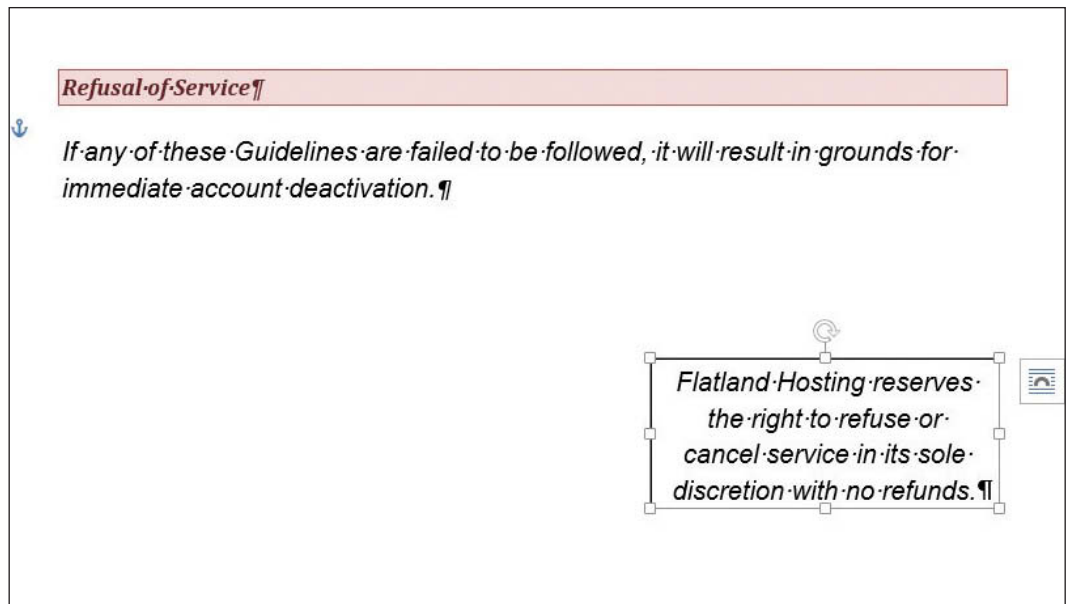 Refusal·of·Service¶
If·any·of·these·Guidelines·are·failed·to·be·followed,·it·will·result·in·grounds·for·
immediate·account·deactivation.¶
Flatland·Hosting·reserves·
the·right·to·refuse·or·
cancel·service·in·its·sole·
discretion·with·no·refunds.¶